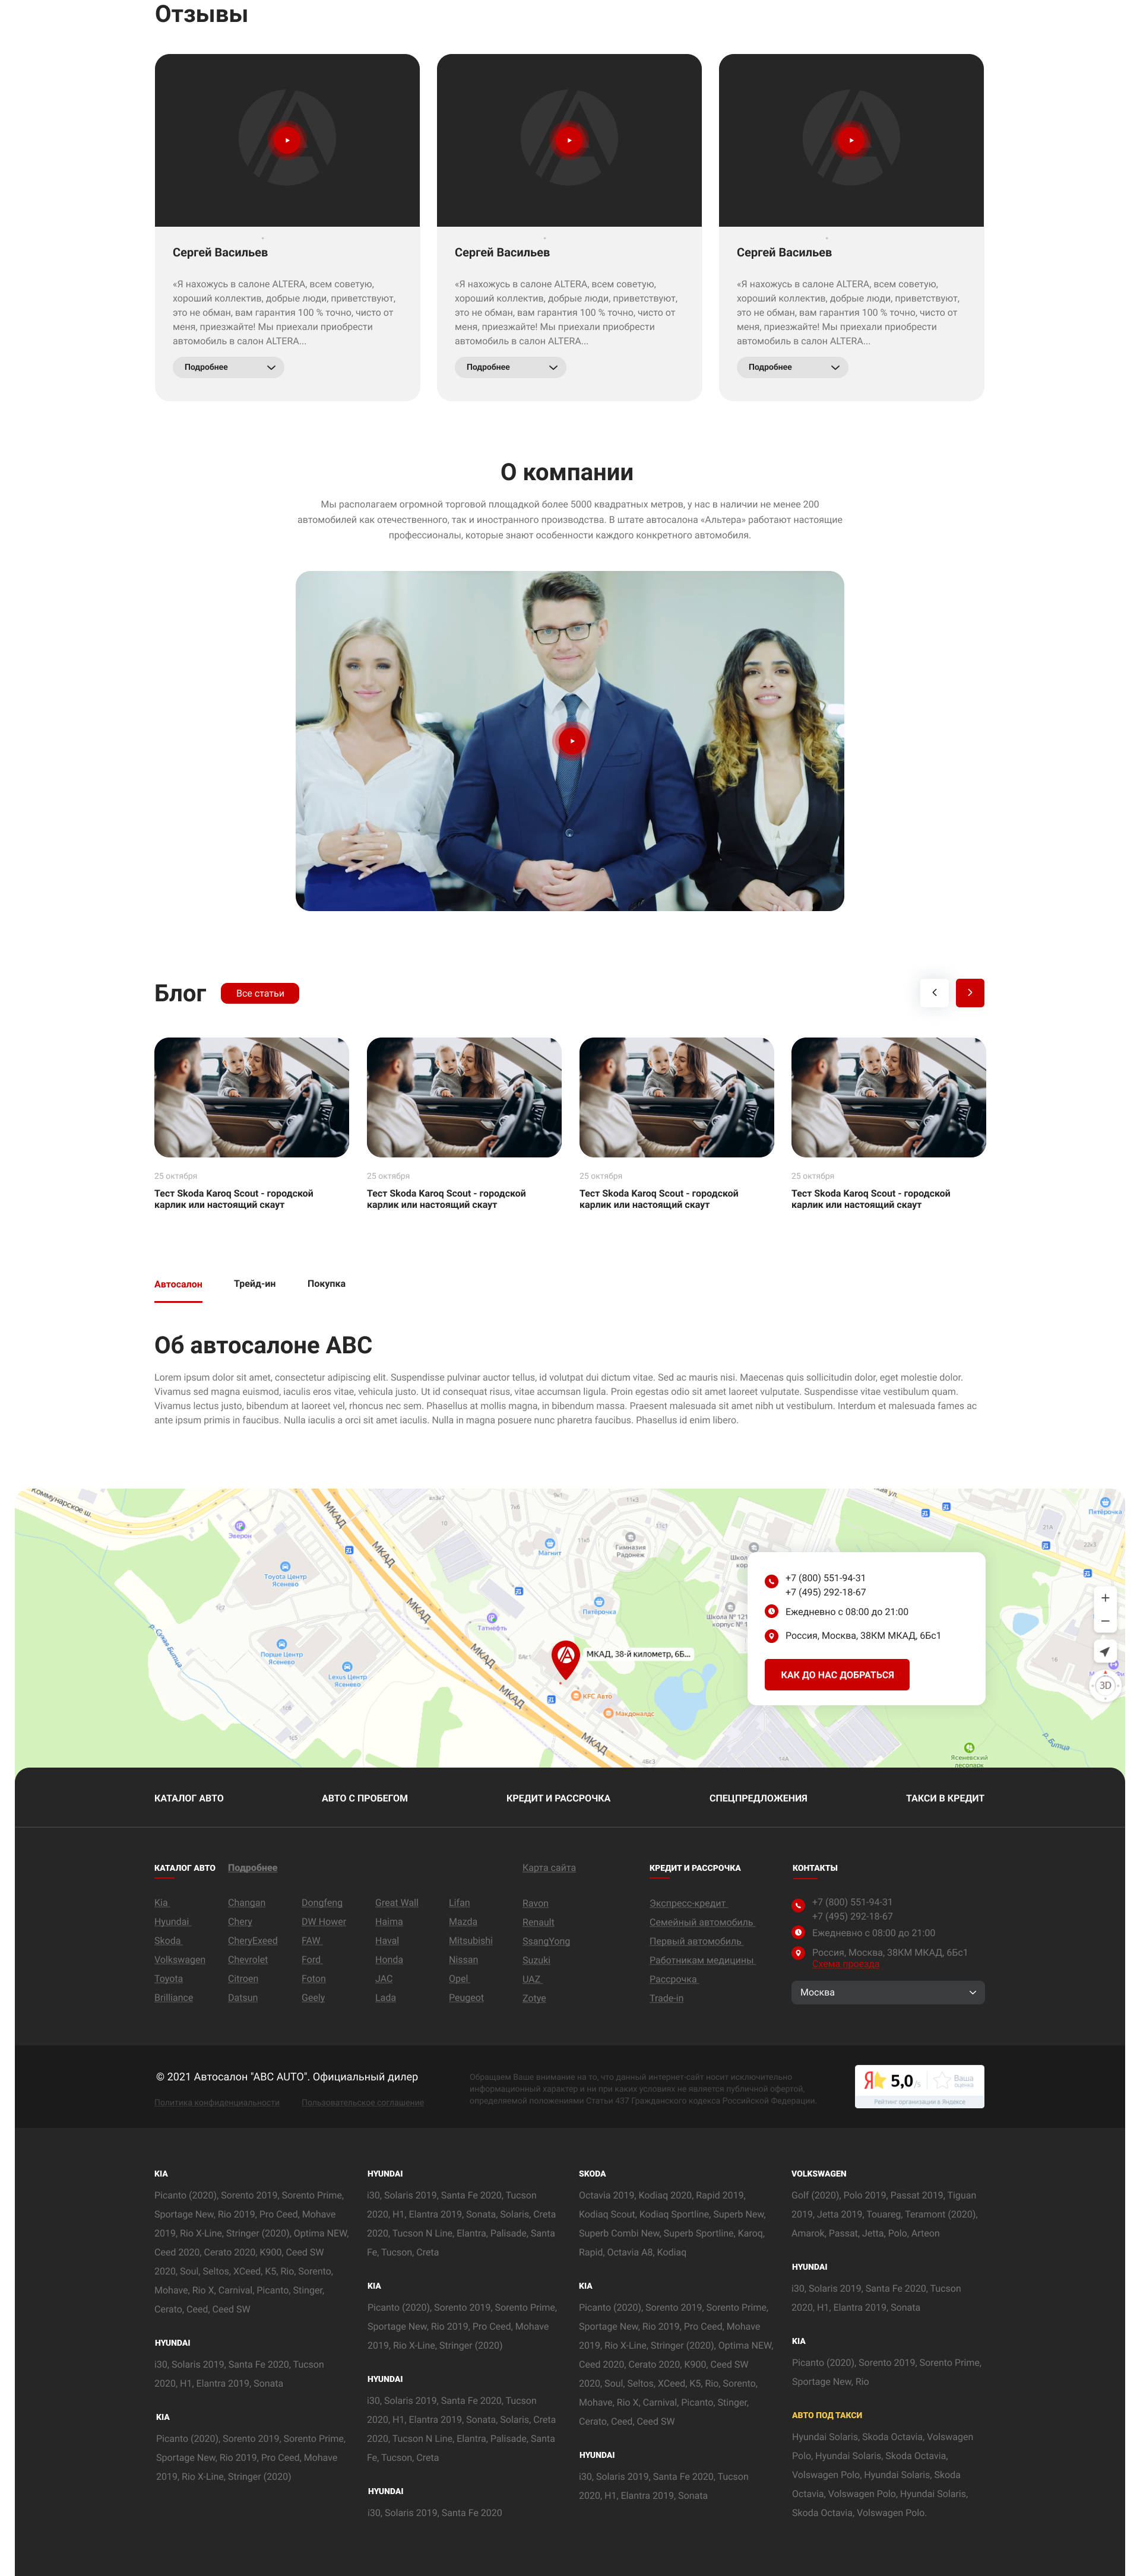 Отзывы
Сергей Васильев
«Я нахожусь в салоне ALTERA, всем советую,
хороший коллектив, добрые люди, приветствуют,
это не обман, вам гарантия 100 % точно, чисто от
меня, приезжайте! Мы приехали приобрести
автомобиль в салон ALTERA...
Подробнее
Сергей Васильев
«Я нахожусь в салоне ALTERA, всем советую,
хороший коллектив, добрые люди, приветствуют,
это не обман, вам гарантия 100 % точно, чисто от
меня, приезжайте! Мы приехали приобрести
автомобиль в салон ALTERA...
Подробнее
Сергей Васильев
«Я нахожусь в салоне ALTERA, всем советую,
хороший коллектив, добрые люди, приветствуют,
это не обман, вам гарантия 100 % точно, чисто от
меня, приезжайте! Мы приехали приобрести
автомобиль в салон ALTERA...
Подробнее
О компании
Мы располагаем огромной торговой площадкой более 5000 квадратных метров, у нас в наличии не менее 200
автомобилей как отечественного, так и иностранного производства. В штате автосалона «Альтера» работают настоящие
профессионалы, которые знают особенности каждого конкретного автомобиля.
Блог
Все статьи
25 октября
Тест Skoda Karoq Scout - городской
карлик или настоящий скаут
25 октября
Тест Skoda Karoq Scout - городской
карлик или настоящий скаут
25 октября
Тест Skoda Karoq Scout - городской
карлик или настоящий скаут
25 октября
Тест Skoda Karoq Scout - городской
карлик или настоящий скаут
Автосалон
Трейд-ин
Покупка
Об автосалоне АВС
Lorem ipsum dolor sit amet, consectetur adipiscing elit. Suspendisse pulvinar auctor tellus, id volutpat dui dictum vitae. Sed ac mauris nisi. Maecenas quis sollicitudin dolor, eget molestie dolor.
Vivamus sed magna euismod, iaculis eros vitae, vehicula justo. Ut id consequat risus, vitae accumsan ligula. Proin egestas odio sit amet laoreet vulputate. Suspendisse vitae vestibulum quam.
Vivamus lectus justo, bibendum at laoreet vel, rhoncus nec sem. Phasellus at mollis magna, in bibendum massa. Praesent malesuada sit amet nibh ut vestibulum. Interdum et malesuada fames ac
ante ipsum primis in faucibus. Nulla iaculis a orci sit amet iaculis. Nulla in magna posuere nunc pharetra faucibus. Phasellus id enim libero.
Коммунарское ш.
МКАД
МКАД
МКАД
МКАД
МКАД
МКАД
Эверон
Тойота Центр
Ясенево
Порше Центр
Ясенево
Lexus Центр
Ясенево
р. Сухая Битца
Магнит
Гимназия
Радонеж
Пятёрочка
Татнефть
МКАД, 38-й километр, 6Б...
KFC Авто
Макдоналдс
Пятёрочка
р. Битца
Ясеневский
лесопарк
3D
+7 (800) 551-94-31
+7 (495) 292-18-67
Ежедневно с 08:00 до 21:00
Россия, Москва, 38КМ МКАД, 6Бс1
КАК ДО НАС ДОБРАТЬСЯ
КАТАЛОГ АВТО
АВТО С ПРОБЕГОМ
КРЕДИТ И РАССРОЧКА
СПЕЦПРЕДЛОЖЕНИЯ
ТАКСИ В КРЕДИТ
КАТАЛОГ АВТО
Подробнее
Карта сайта
Kia
Hyundai
Skoda
Volkswagen
Toyota
Brilliance
Changan
Chery
CheryExeed
Chevrolet
Citroen
Datsun
Dongfeng
DW Hower
FAW
Ford
Foton
Geely
Great Wall
Haima
Haval
Honda
JAC
Lada
Lifan
Mazda
Mitsubishi
Nissan
Opel
Peugeot
Ravon
Renault
SsangYong
Suzuki
UAZ
Zotye
КРЕДИТ И РАССРОЧКА
Экспресс-кредит
Семейный автомобиль
Первый автомобиль
Работникам медицины
Рассрочка
Trade-in
КОНТАКТЫ
+7 (800) 551-94-31
+7 (495) 292-18-67
Ежедневно с 08:00 до 21:00
Россия, Москва, 38КМ МКАД, 6Бс1
Схема проезда
Москва
© 2021 Автосалон "ABC AUTO". Официальный дилер
Политика конфиденциальности
Пользовательское соглашение
Обращаем Ваше внимание на то, что данный интернет-сайт носит исключительно
информационный характер и ни при каких условиях не является публичной офертой,
определяемой положениями Статьи 437 Гражданского кодекса Российской Федерации.
Я 5,0 /5
Ваша
оценка
Рейтинг организации в Яндексе
KIA
Picanto (2020), Sorento 2019, Sorento Prime,
Sportage New, Rio 2019, Pro Ceed, Mohave
2019, Rio X-Line, Stringer (2020), Optima NEW,
Ceed 2020, Cerato 2020, K900, Ceed SW
2020, Soul, Seltos, XCeed, K5, Rio, Sorento,
Mohave, Rio X, Carnival, Picanto, Stinger,
Cerato, Ceed, Ceed SW
HYUNDAI
i30, Solaris 2019, Santa Fe 2020, Tucson
2020, H1, Elantra 2019, Sonata
KIA
Picanto (2020), Sorento 2019, Sorento Prime,
Sportage New, Rio 2019, Pro Ceed, Mohave
2019, Rio X-Line, Stringer (2020)
HYUNDAI
i30, Solaris 2019, Santa Fe 2020, Tucson
2020, H1, Elantra 2019, Sonata, Solaris, Creta
2020, Tucson N Line, Elantra, Palisade, Santa
Fe, Tucson, Creta
KIA
Picanto (2020), Sorento 2019, Sorento Prime,
Sportage New, Rio 2019, Pro Ceed, Mohave
2019, Rio X-Line, Stringer (2020)
HYUNDAI
i30, Solaris 2019, Santa Fe 2020, Tucson
2020, H1, Elantra 2019, Sonata, Solaris, Creta
2020, Tucson N Line, Elantra, Palisade, Santa
Fe, Tucson, Creta
HYUNDAI
i30, Solaris 2019, Santa Fe 2020
SKODA
Octavia 2019, Kodiaq 2020, Rapid 2019,
Kodiaq Scout, Kodiaq Sportline, Superb New,
Superb Combi New, Superb Sportline, Karoq,
Rapid, Octavia A8, Kodiaq
KIA
Picanto (2020), Sorento 2019, Sorento Prime,
Sportage New, Rio 2019, Pro Ceed, Mohave
2019, Rio X-Line, Stringer (2020), Optima NEW,
Ceed 2020, Cerato 2020, K900, Ceed SW
2020, Soul, Seltos, XCeed, K5, Rio, Sorento,
Mohave, Rio X, Carnival, Picanto, Stinger,
Cerato, Ceed, Ceed SW
HYUNDAI
i30, Solaris 2019, Santa Fe 2020, Tucson
2020, H1, Elantra 2019, Sonata
VOLKSWAGEN
Golf (2020), Polo 2019, Passat 2019, Tiguan
2019, Jetta 2019, Touareg, Teramont (2020),
Amarok, Passat, Jetta, Polo, Arteon
HYUNDAI
i30, Solaris 2019, Santa Fe 2020, Tucson
2020, H1, Elantra 2019, Sonata
KIA
Picanto (2020), Sorento 2019, Sorento Prime,
Sportage New, Rio
АВТО ПОД ТАКСИ
Hyundai Solaris, Skoda Octavia, Volswagen
Polo, Hyundai Solaris, Skoda Octavia,
Volswagen Polo, Hyundai Solaris, Skoda
Octavia, Volswagen Polo, Hyundai Solaris,
Skoda Octavia, Volswagen Polo.